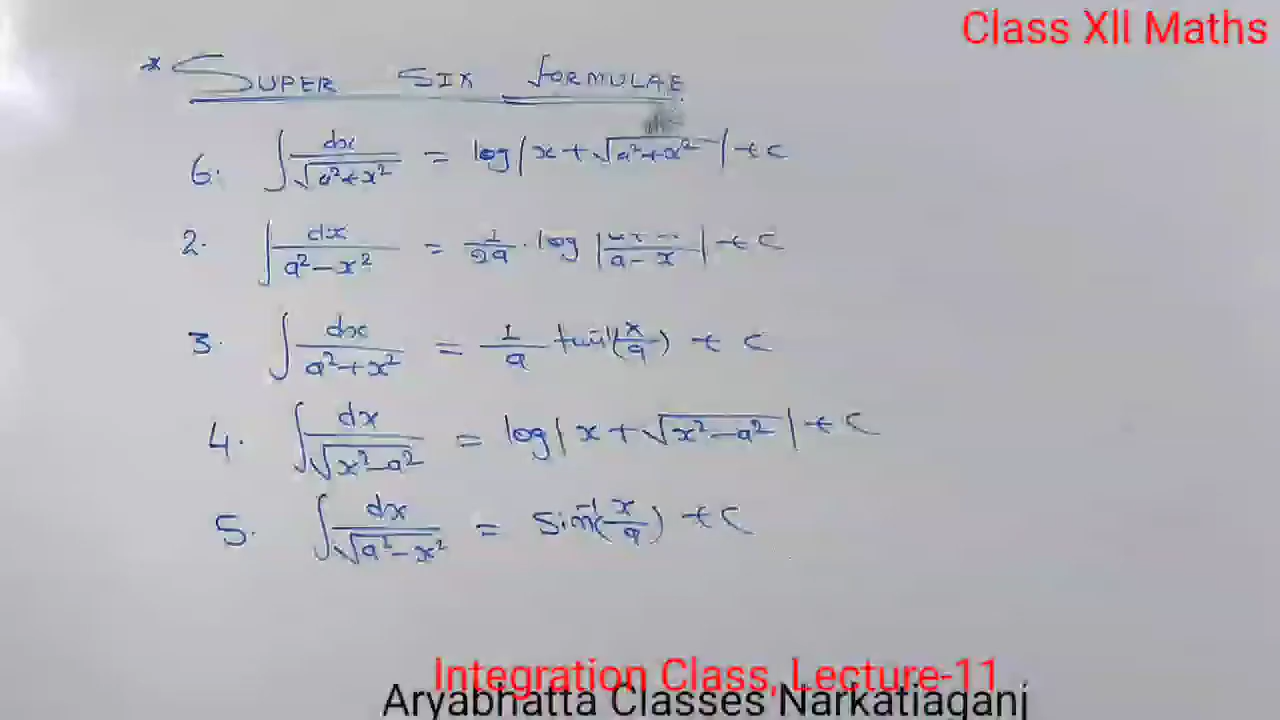 Class XII Maths
* SUPER SIX FORMULAE
6. ∫ dx/√(a²+x²) = log|x+√(a²+x²)| + C
2. ∫ dx/(a²-x²) = 1/2a · log| /(a-x)| + C
3. ∫ dx/(a²+x²) = 1/a tan⁻¹(x/a) + C
4. ∫ dx/√(x²-a²) = log|x+√(x²-a²)| + C
5. ∫ dx/√(a²-x²) = Sin⁻¹(x/a) + C
Integration Class, Lecture-11
Aryabhatta Classes Narkatiaganj